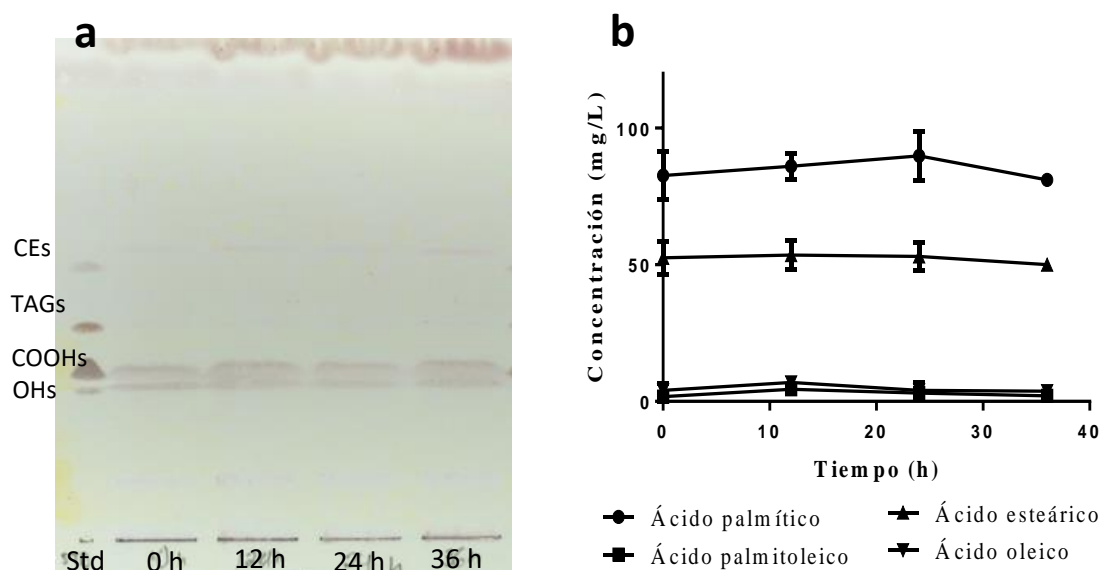 a
CEs
TAGs
COOHs
OHs
Std 0 h 12 h 24 h 36 h
b
Concentración (mg/L)
100
50
0
0 10 20 30 40
Tiempo (h)
Ácido palmítico
Ácido esteárico
Ácido palmitoleico
Ácido oleico